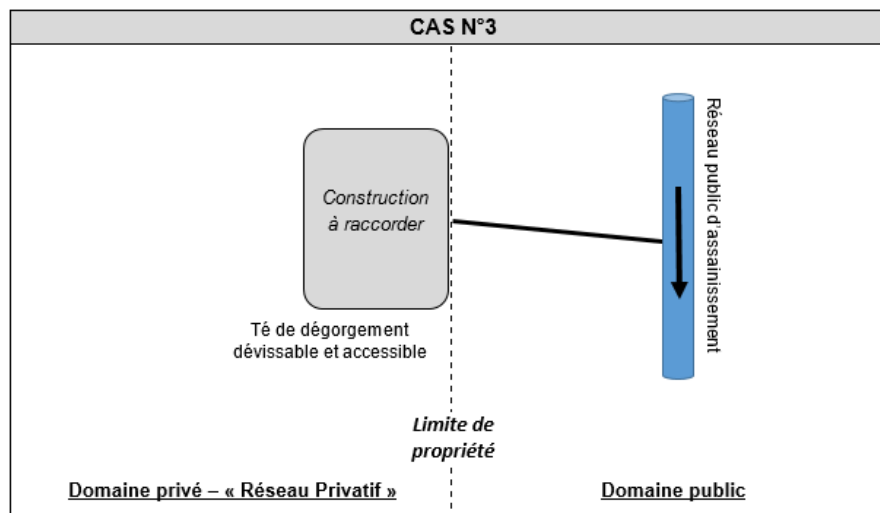 CAS N°3
Construction
à raccorder
Réseau public d'assainissement
Té de dégorgement
dévissable et accessible
Limite de
propriété
Domaine privé – « Réseau Privatif »
Domaine public